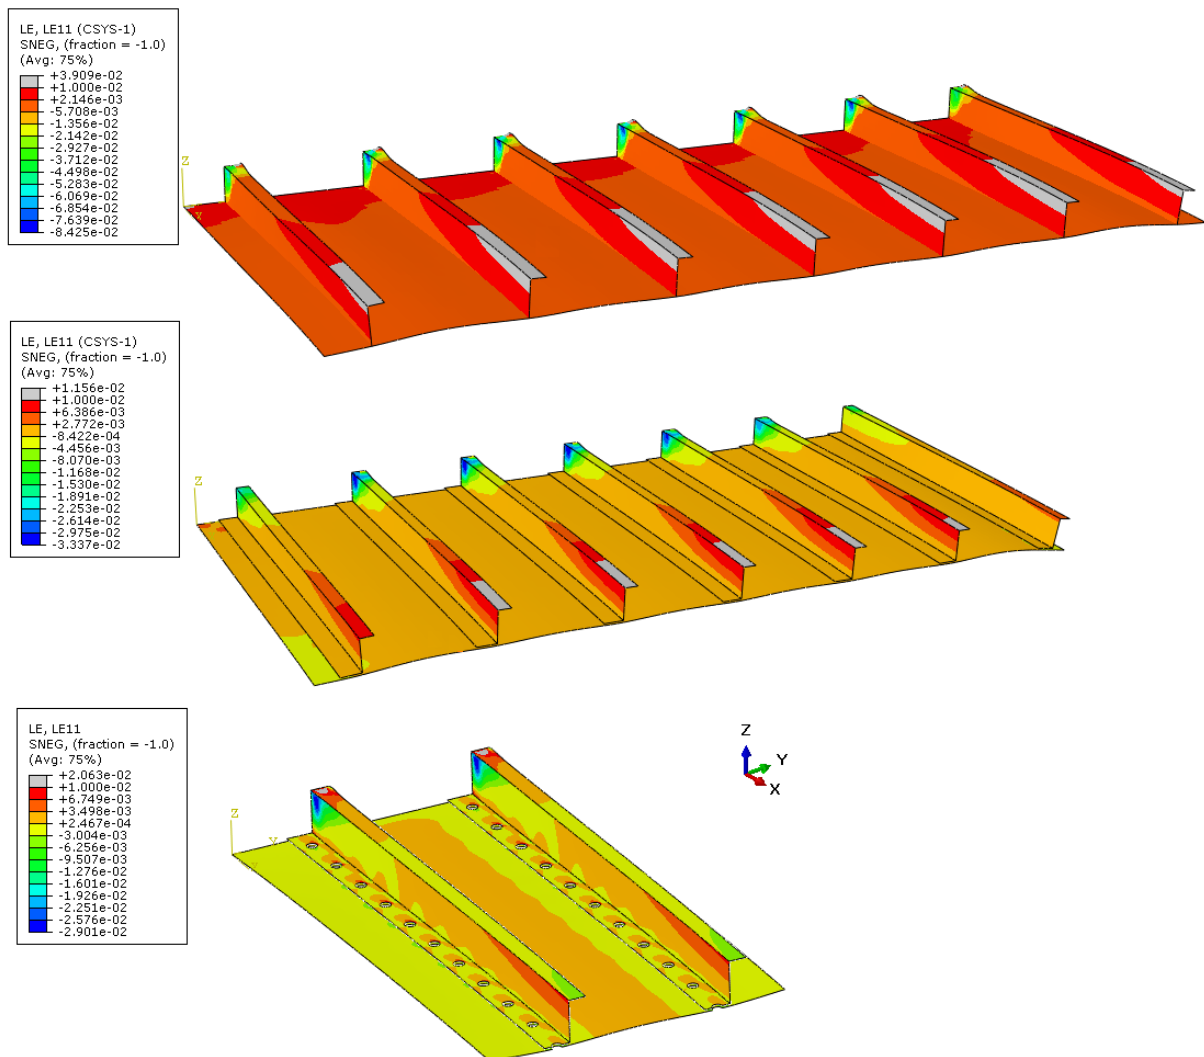 LE, LE11 (CSYS-1)
SNEG, (fraction = -1.0)
(Avg: 75%)
+3.909e-02
+1.000e-02
+2.146e-03
-5.708e-03
-1.356e-02
-2.142e-02
-2.927e-02
-3.712e-02
-4.498e-02
-5.283e-02
-6.069e-02
-6.854e-02
-7.639e-02
-8.425e-02
Z
LE, LE11 (CSYS-1)
SNEG, (fraction = -1.0)
(Avg: 75%)
+1.156e-02
+1.000e-02
+6.386e-03
+2.772e-03
-8.422e-04
-4.456e-03
-8.070e-03
-1.168e-02
-1.530e-02
-1.891e-02
-2.253e-02
-2.614e-02
-2.975e-02
-3.337e-02
Z
LE, LE11
SNEG, (fraction = -1.0)
(Avg: 75%)
+2.063e-02
+1.000e-02
+6.749e-03
+3.498e-03
+2.467e-04
-3.004e-03
-6.256e-03
-9.507e-03
-1.276e-02
-1.601e-02
-1.926e-02
-2.251e-02
-2.576e-02
-2.901e-02
Z
Y
Z
Y
X